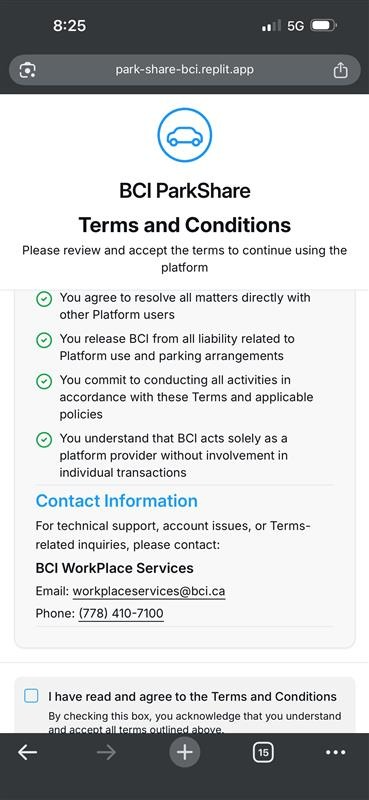 8:25
5G
park-share-bci.replit.app
BCI ParkShare
Terms and Conditions
Please review and accept the terms to continue using the
platform
You agree to resolve all matters directly with
other Platform users
You release BCI from all liability related to
Platform use and parking arrangements
You commit to conducting all activities in
accordance with these Terms and applicable
policies
You understand that BCI acts solely as a
platform provider without involvement in
individual transactions
Contact Information
For technical support, account issues, or Terms-
related inquiries, please contact:
BCI WorkPlace Services
Email: workplaceservices@bci.ca
Phone: (778) 410-7100
I have read and agree to the Terms and Conditions
By checking this box, you acknowledge that you understand
and accept all terms outlined above.
15